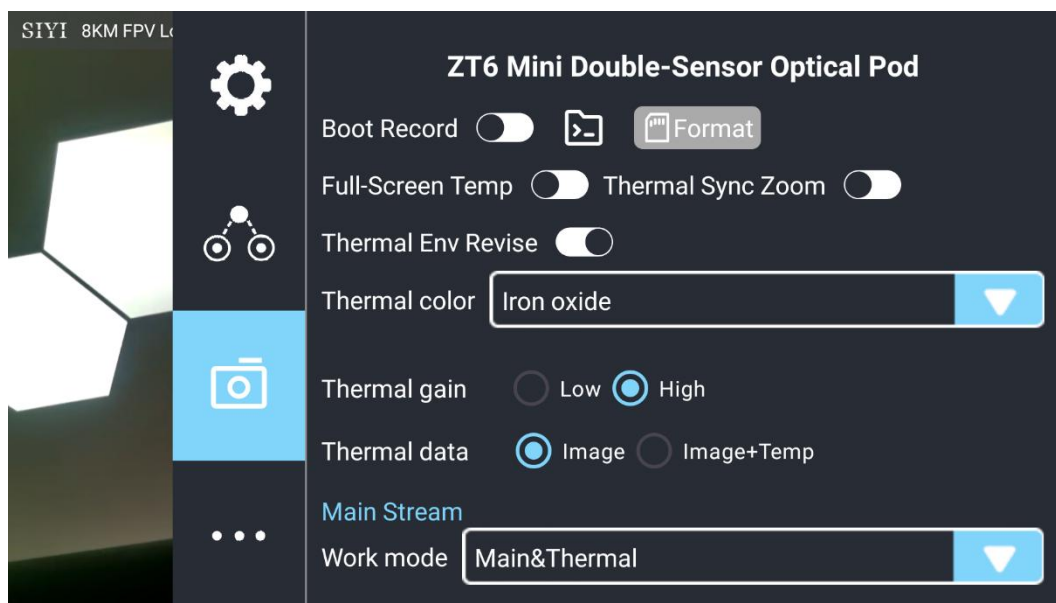 SIYI 8KM FPV
ZT6 Mini Double-Sensor Optical Pod
Boot Record Format
Full-Screen Temp Thermal Sync Zoom
Thermal Env Revise
Thermal color Iron oxide
Thermal gain Low High
Thermal data Image Image+Temp
Main Stream
Work mode Main&Thermal